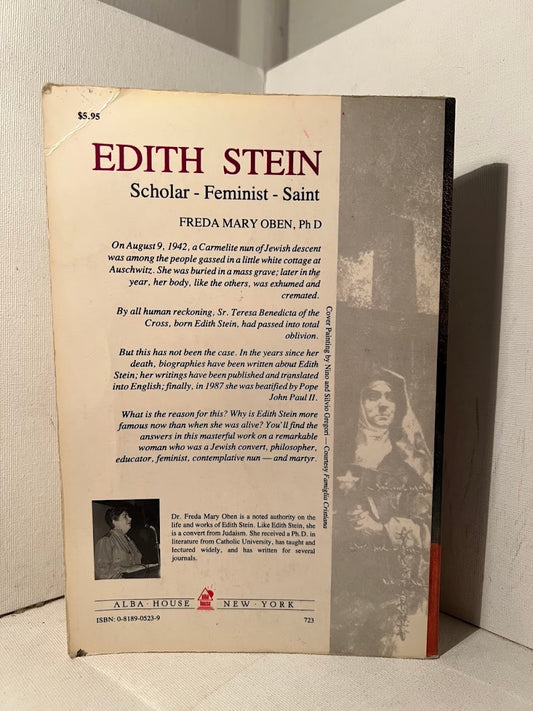 $5.95
EDITH STEIN
Scholar - Feminist - Saint
FREDA MARY OBEN, Ph D
On August 9, 1942, a Carmelite nun of Jewish descent
was among the people gassed in a little white cottage at
Auschwitz. She was buried in a mass grave; later in the
year, her body, like the others, was exhumed and
cremated.
By all human reckoning, Sr. Teresa Benedicta of the
Cross, born Edith Stein, had passed into total
oblivion.
But this has not been the case. In the years since her
death, biographies have been written about Edith
Stein; her writings have been published and translated
into English; finally, in 1987 she was beatified by Pope
John Paul II.
What is the reason for this? Why is Edith Stein more
famous now than when she was alive? You'll find the
answers in this masterful work on a remarkable
woman who was a Jewish convert, philosopher,
educator, feminist, contemplative nun — and martyr.
Cover Painting by Nino and Silvio Gregori — Courtesy Famiglia Cristiana
Dr. Freda Mary Oben is a noted authority on the
life and works of Edith Stein. Like Edith Stein, she
is a convert from Judaism. She received a Ph.D. in
literature from Catholic University, has taught and
lectured widely, and has written for several
journals.
ALBA · HOUSE NEW · YORK
ISBN: 0-8189-0523-9 723